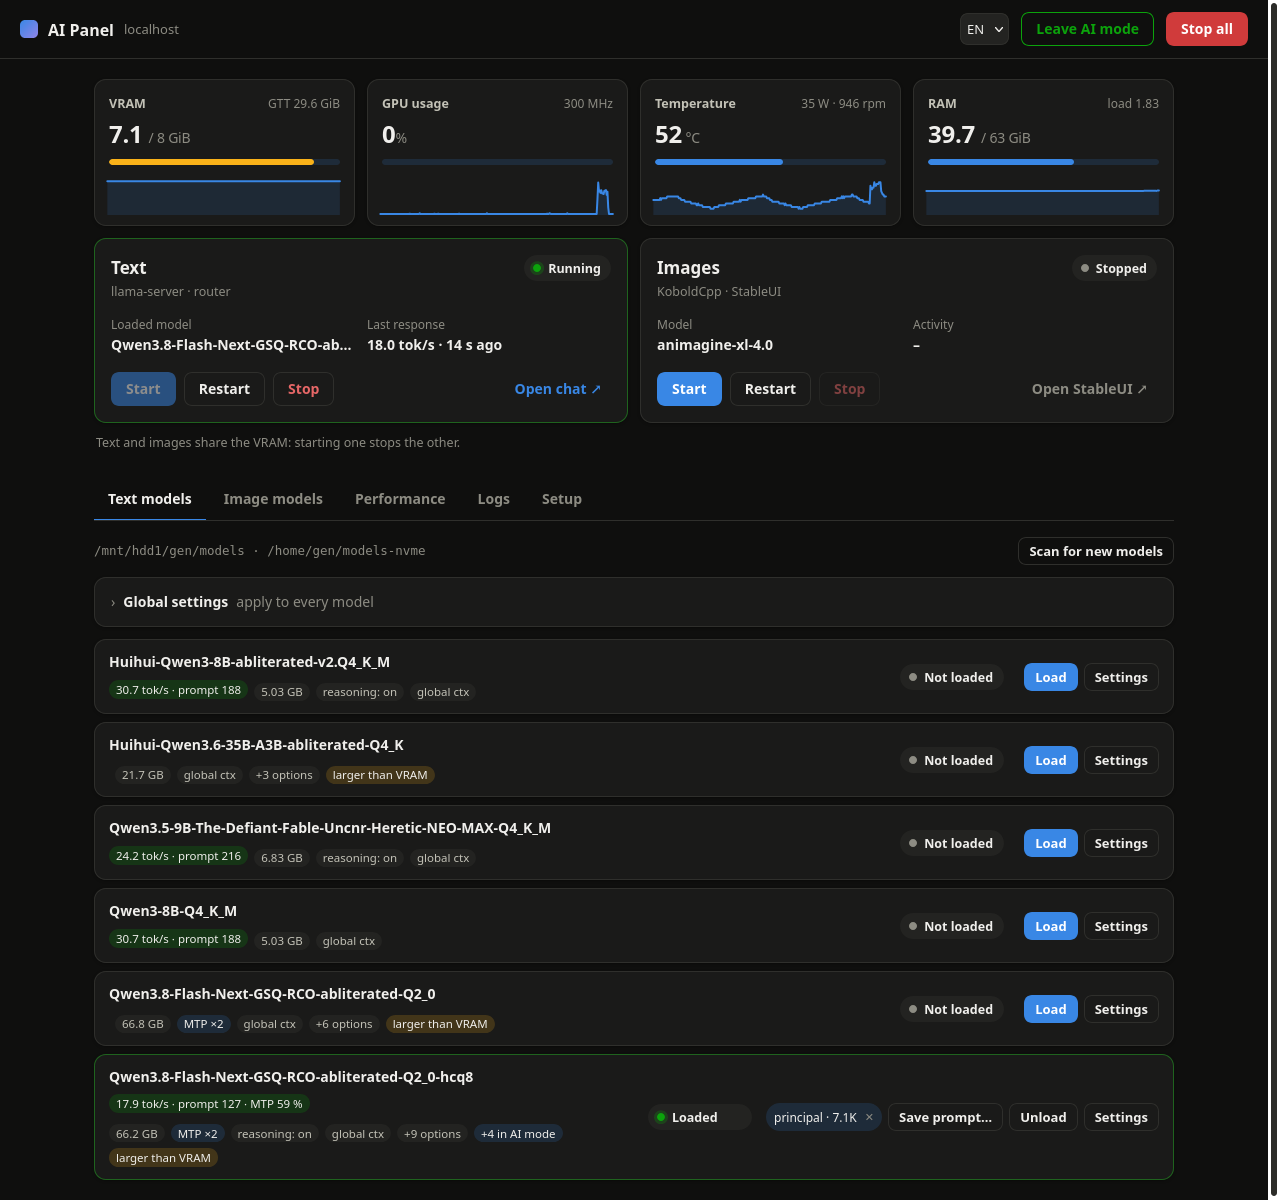 AI Panel localhost EN Leave AI mode Stop all
VRAM GTT 29.6 GiB
7.1 / 8 GiB
GPU usage 300 MHz
0%
Temperature 35 W · 946 rpm
52 °C
RAM load 1.83
39.7 / 63 GiB
Text Running
llama-server · router
Loaded model Last response
Qwen3.8-Flash-Next-GSQ-RCO-ab... 18.0 tok/s · 14 s ago
Start Restart Stop Open chat ↗
Images Stopped
KoboldCpp · StableUI
Model Activity
animagine-xl-4.0 –
Start Restart Stop Open StableUI ↗
Text and images share the VRAM: starting one stops the other.
Text models Image models Performance Logs Setup
/mnt/hdd1/gen/models · /home/gen/models-nvme Scan for new models
› Global settings apply to every model
Huihui-Qwen3-8B-abliterated-v2.Q4_K_M
30.7 tok/s · prompt 188 5.03 GB reasoning: on global ctx Not loaded Load Settings
Huihui-Qwen3.6-35B-A3B-abliterated-Q4_K
21.7 GB global ctx +3 options larger than VRAM Not loaded Load Settings
Qwen3.5-9B-The-Defiant-Fable-Uncnr-Heretic-NEO-MAX-Q4_K_M
24.2 tok/s · prompt 216 6.83 GB reasoning: on global ctx Not loaded Load Settings
Qwen3-8B-Q4_K_M
30.7 tok/s · prompt 188 5.03 GB global ctx Not loaded Load Settings
Qwen3.8-Flash-Next-GSQ-RCO-abliterated-Q2_0
66.8 GB MTP ×2 global ctx +6 options larger than VRAM Not loaded Load Settings
Qwen3.8-Flash-Next-GSQ-RCO-abliterated-Q2_0-hcq8
17.9 tok/s · prompt 127 · MTP 59 %
66.2 GB MTP ×2 reasoning: on global ctx +9 options +4 in AI mode
larger than VRAM
Loaded principal · 7.1K × Save prompt... Unload Settings